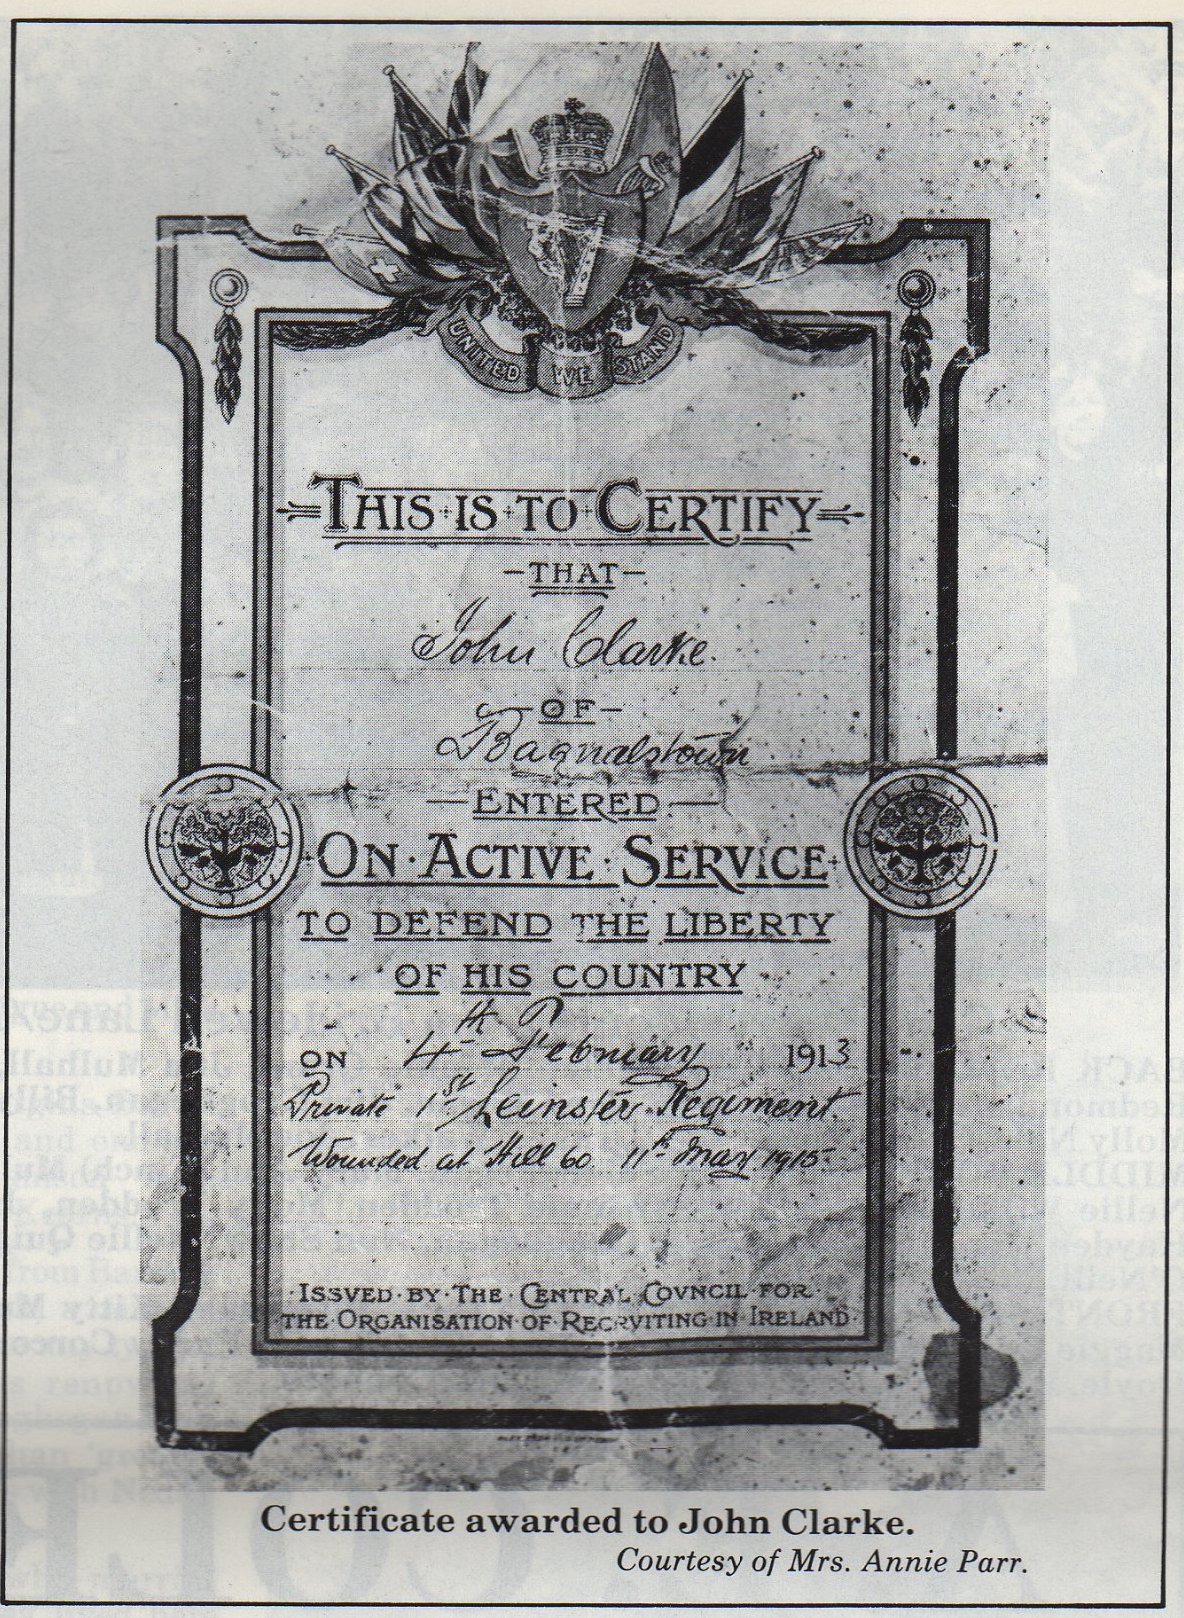 UNITED WE STAND
THIS IS TO CERTIFY
THAT
John Clarke.
OF
Bagnalstown
ENTERED
ON ACTIVE SERVICE
TO DEFEND THE LIBERTY
OF HIS COUNTRY
ON 4th February 1913
Private 1st Leinster Regiment.
Wounded at Hill 60 11th May 1915
ISSVED BY THE CENTRAL COVNCIL FOR
THE ORGANISATION OF RECRVITING IN IRELAND
Certificate awarded to John Clarke.
Courtesy of Mrs. Annie Parr.